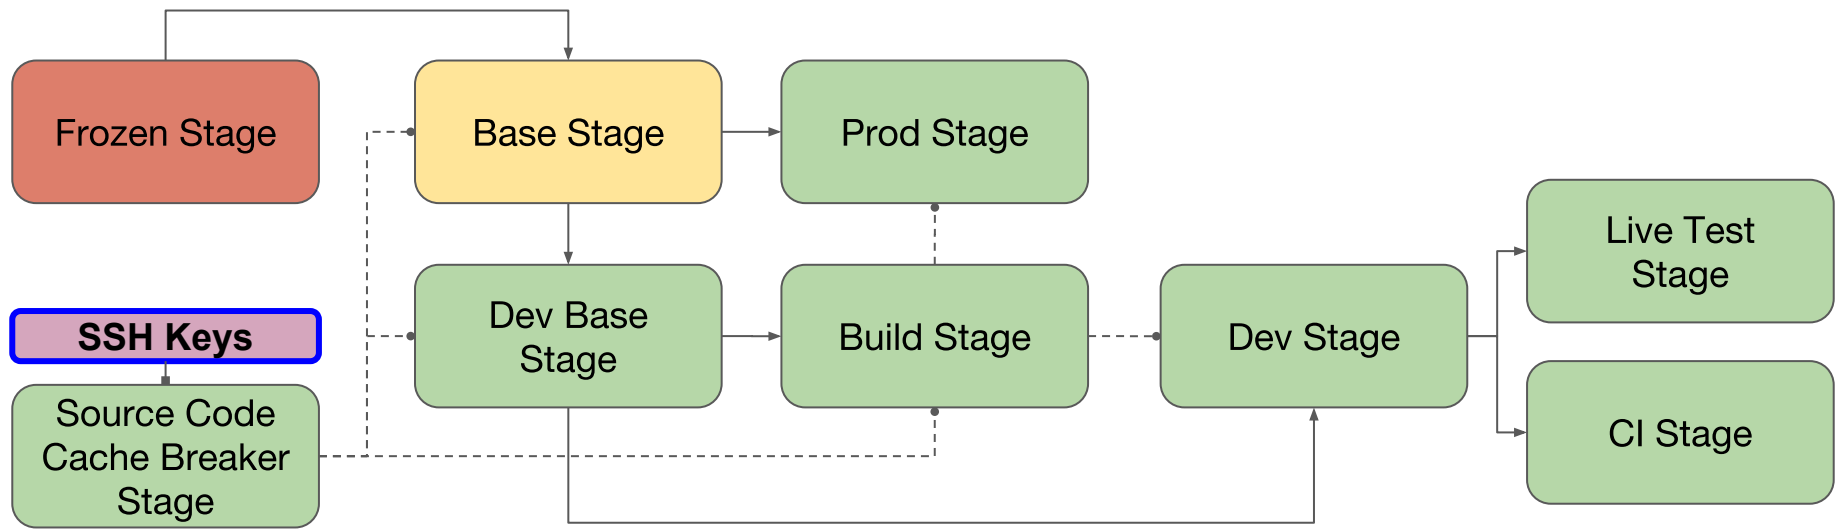 Frozen Stage
Base Stage
Prod Stage
Live Test
Stage
SSH Keys
Dev Base
Stage
Build Stage
Dev Stage
Source Code
Cache Breaker
Stage
CI Stage